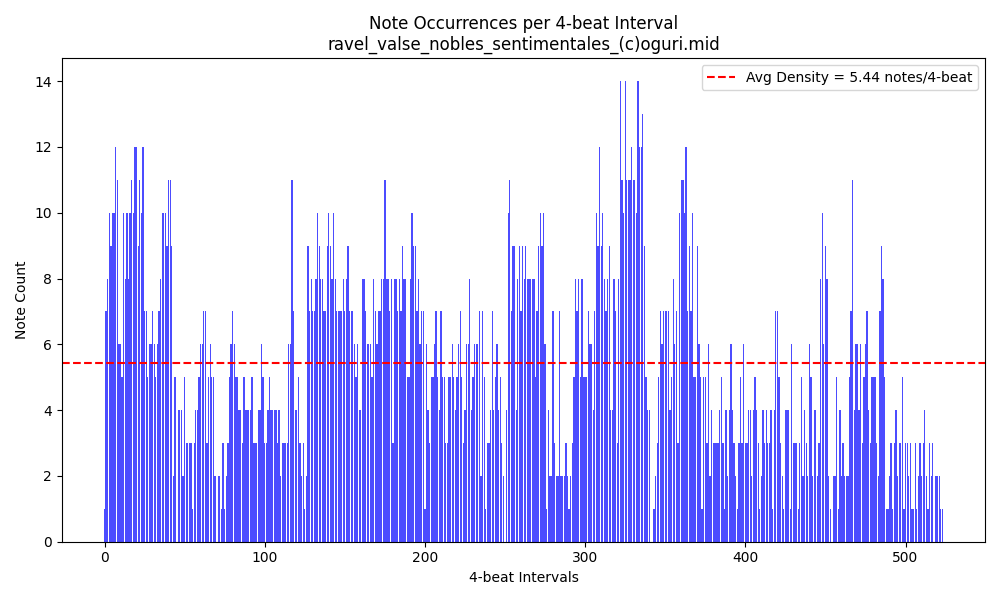 Note Occurrences per 4-beat Interval
ravel_valse_nobles_sentimentales_(c)oguri.mid
Avg Density = 5.44 notes/4-beat
Note Count
14
12
10
8
6
4
2
0
0 100 200 300 400 500
4-beat Intervals